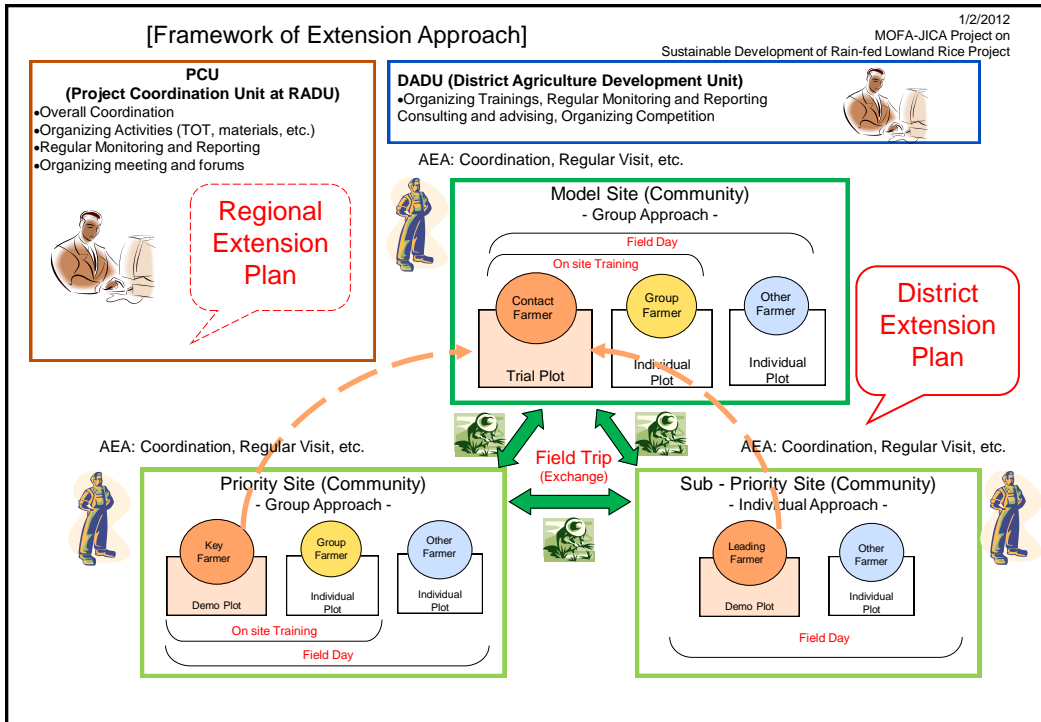 [Framework of Extension Approach]
1/2/2012
MOFA-JICA Project on
Sustainable Development of Rain-fed Lowland Rice Project
PCU
(Project Coordination Unit at RADU)
•Overall Coordination
•Organizing Activities (TOT, materials, etc.)
•Regular Monitoring and Reporting
•Organizing meeting and forums
Regional
Extension
Plan
DADU (District Agriculture Development Unit)
•Organizing Trainings, Regular Monitoring and Reporting
Consulting and advising, Organizing Competition
AEA: Coordination, Regular Visit, etc.
Model Site (Community)
- Group Approach -
Field Day
On site Training
Contact
Farmer
Trial Plot
Group
Farmer
Individual
Plot
Other
Farmer
Individual
Plot
District
Extension
Plan
Field Trip
(Exchange)
AEA: Coordination, Regular Visit, etc.
Priority Site (Community)
- Group Approach -
Key
Farmer
Demo Plot
Group
Farmer
Individual
Plot
Other
Farmer
Individual
Plot
On site Training
Field Day
AEA: Coordination, Regular Visit, etc.
Sub - Priority Site (Community)
- Individual Approach -
Leading
Farmer
Demo Plot
Other
Farmer
Individual
Plot
Field Day